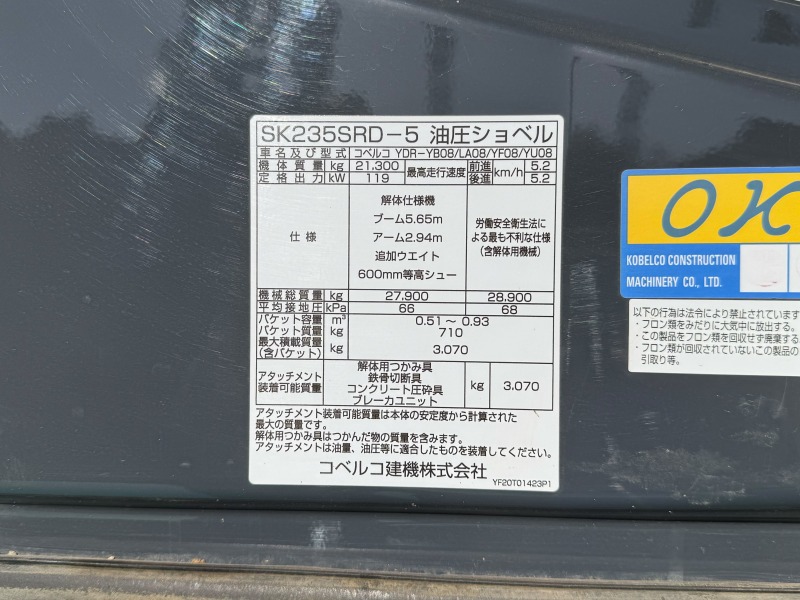 SK235SRD−5 油圧ショベル
車名及び型式 コベルコ YDR−YB08/LA08/YF08/YU08
機体質量 kg 21,300 最高走行速度 前進 km/h 5.2
定格出力 kW 119 後進 5.2
仕様
解体仕様機
ブーム5.65m
アーム2.94m
追加ウエイト
600mm等高シュー
労働安全衛生法に
よる最も不利な仕様
(含解体用機械)
機械総質量 kg 27,900 28,900
平均接地圧 kPa 66 68
バケット容量 m³ 0.51〜0.93
バケット質量 kg 710
最大積載質量
(含バケット) kg 3,070
アタッチメント
装着可能質量
解体用つかみ具
鉄骨切断具
コンクリート圧砕具
ブレーカユニット
kg 3,070
アタッチメント装着可能質量は本体の安定度から計算された
最大の質量です。
解体用つかみ具はつかんだ物の質量を含みます。
アタッチメントは油量、油圧等に適合したものを装着してください。
コベルコ建機株式会社
YF20T01423P1
OK
KOBELCO CONSTRUCTION
MACHINERY CO., LTD.
以下の行為は法令により禁止されています
・フロン類をみだりに大気中に放出する。
・この製品をフロン類を回収せず廃棄する
・フロン類が回収されていないこの製品の
引取り等。